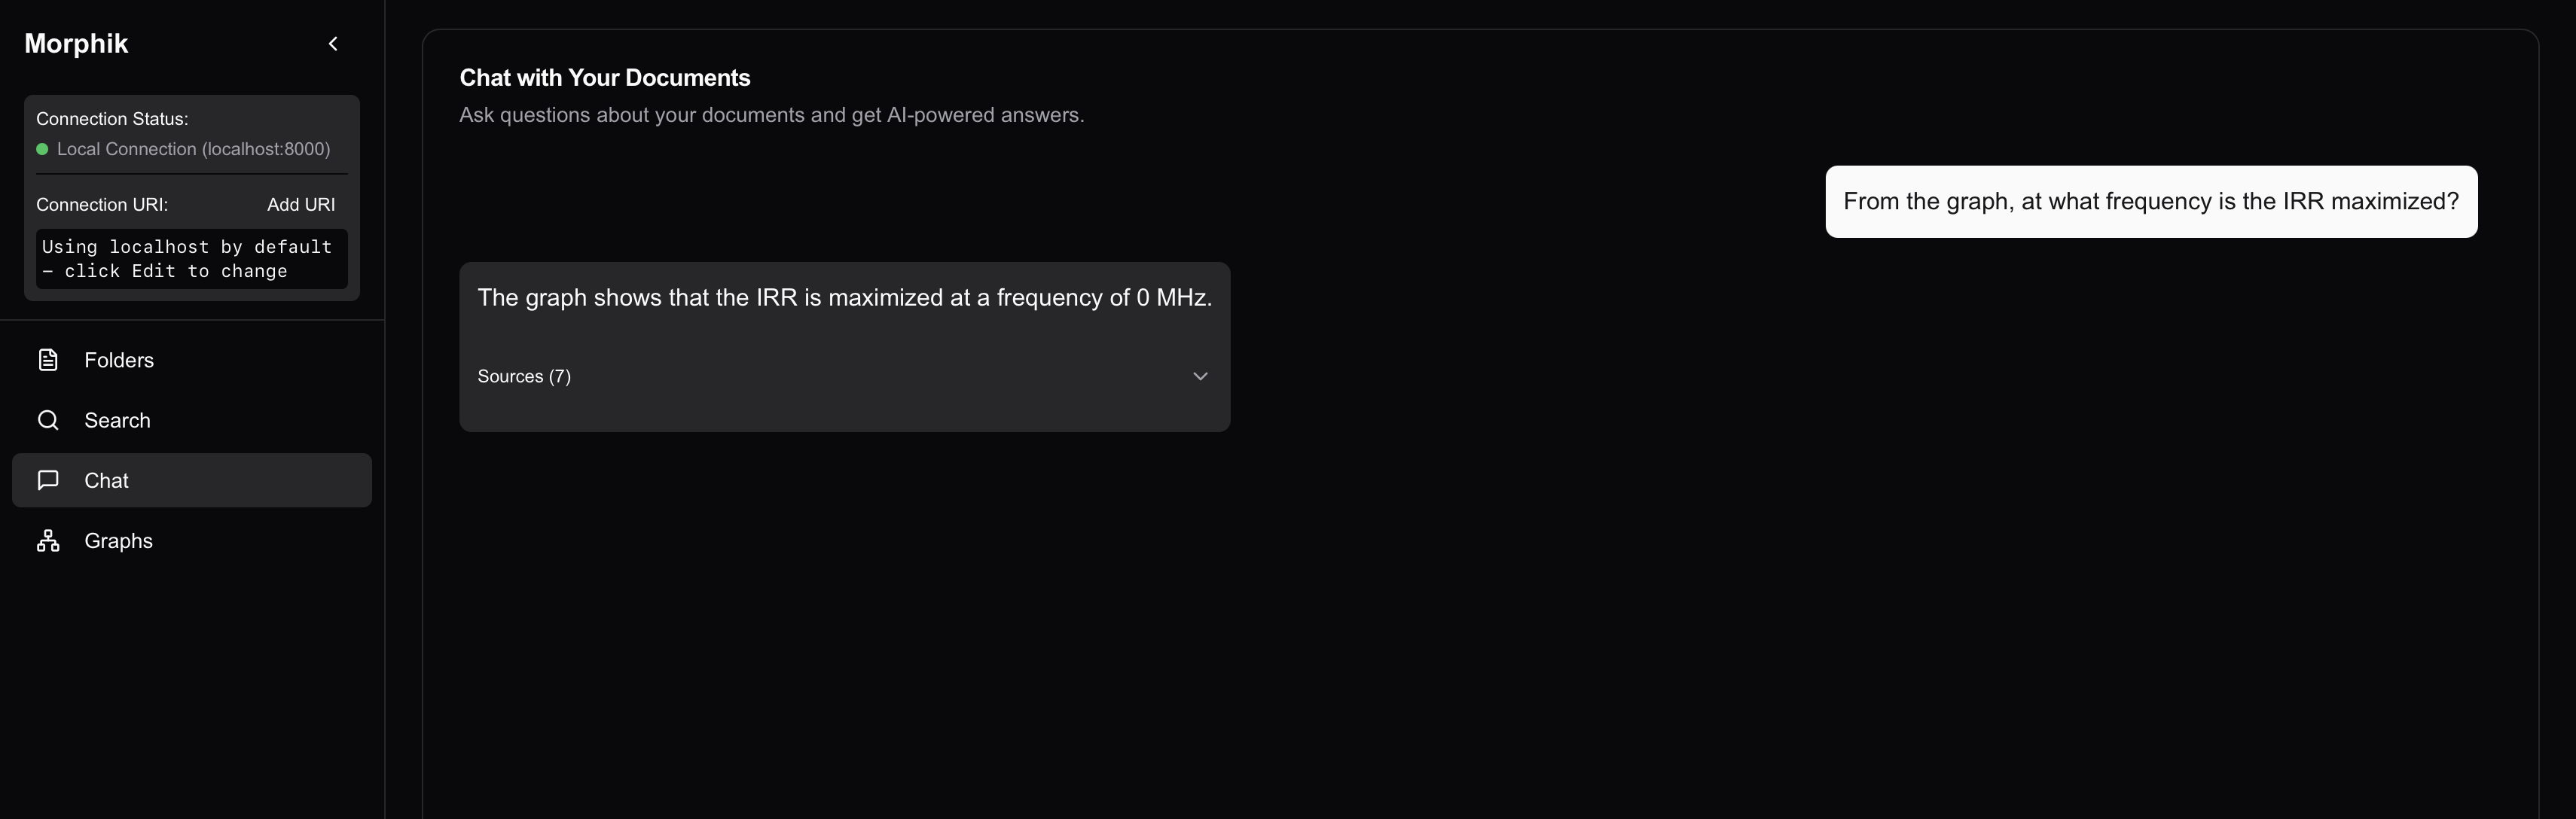 Morphik
Connection Status:
Local Connection (localhost:8000)
Connection URI: Add URI
Using localhost by default
– click Edit to change
Folders
Search
Chat
Graphs
Chat with Your Documents
Ask questions about your documents and get AI-powered answers.
From the graph, at what frequency is the IRR maximized?
The graph shows that the IRR is maximized at a frequency of 0 MHz.
Sources (7)